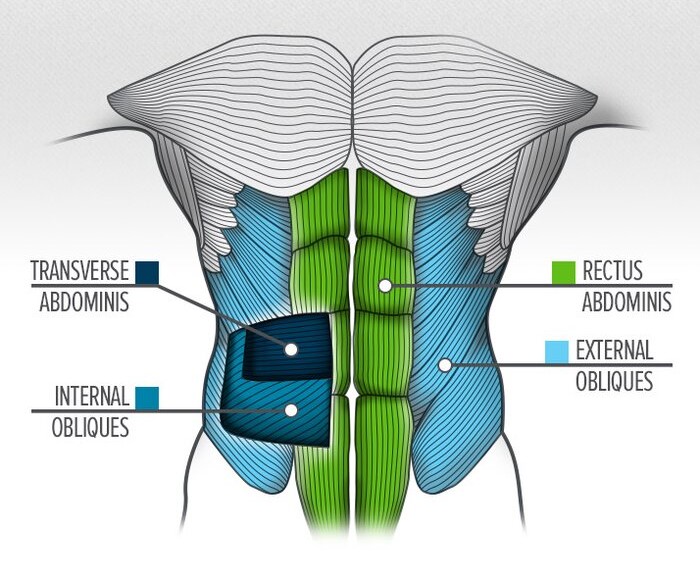 TRANSVERSE
ABDOMINIS
INTERNAL
OBLIQUES
RECTUS
ABDOMINIS
EXTERNAL
OBLIQUES